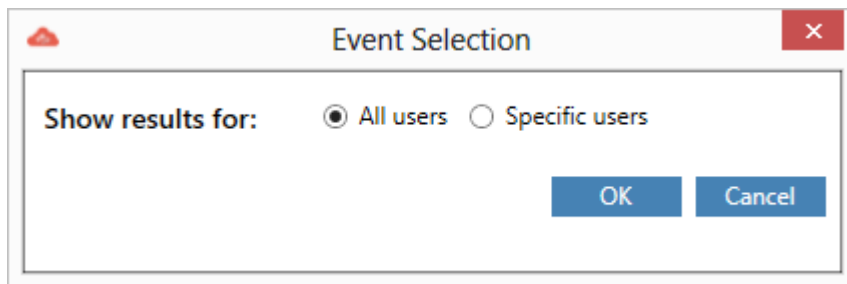 Event Selection
Show results for: All users Specific users
OK Cancel